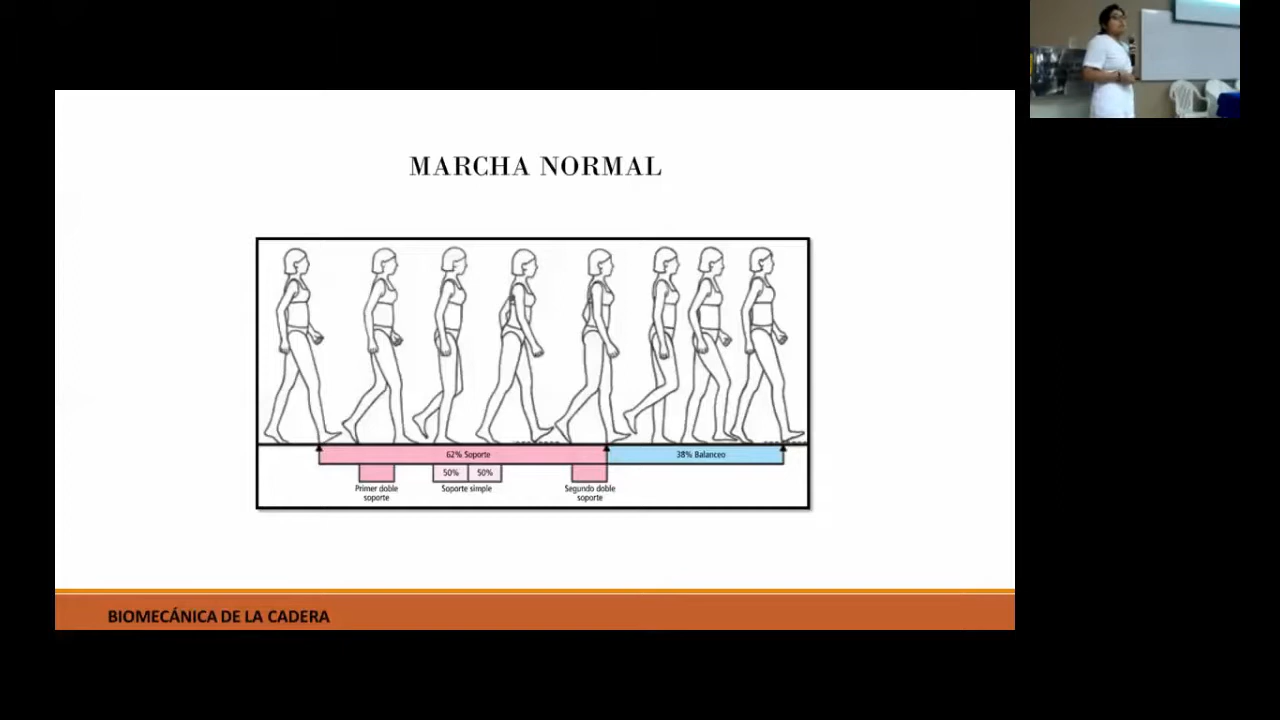 MARCHA NORMAL
62% Soporte
38% Balanceo
50%
50%
Primer doble
soporte
Soporte simple
Segundo doble
soporte
BIOMECÁNICA DE LA CADERA